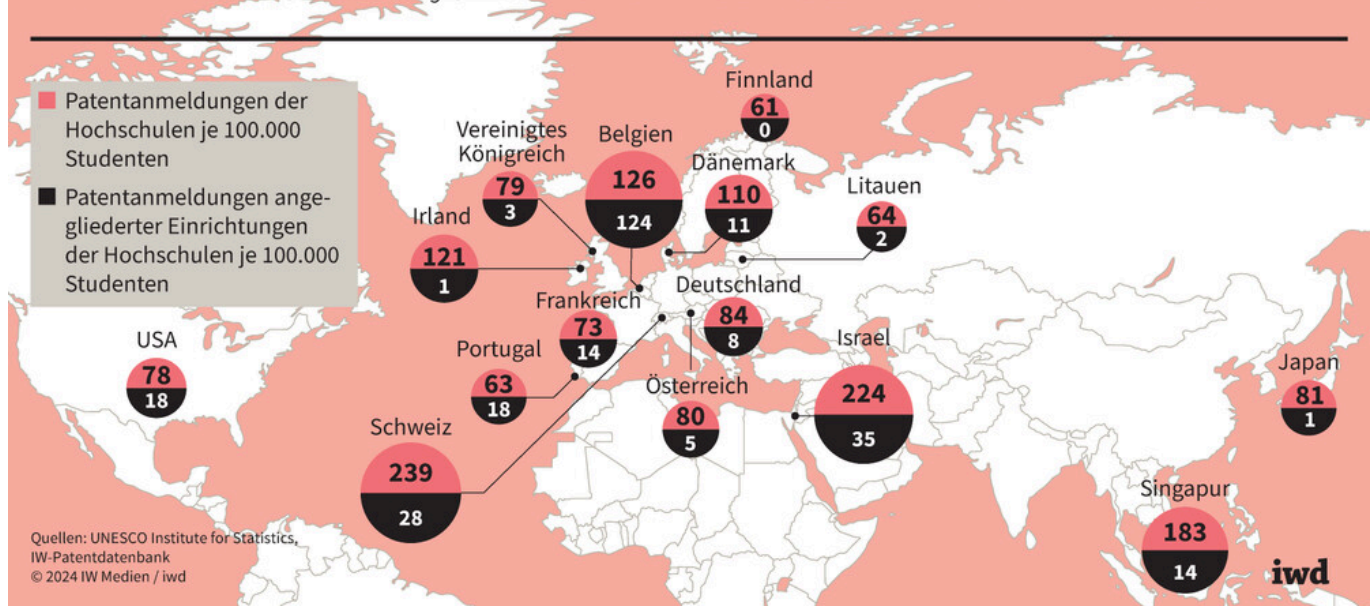 Patentanmeldungen der
Hochschulen je 100.000
Studenten
Patentanmeldungen ange-
gliederter Einrichtungen
der Hochschulen je 100.000
Studenten
Finnland
61
0
Vereinigtes
Königreich
79
3
Belgien
126
124
Dänemark
110
11
Litauen
64
2
Irland
121
1
Frankreich
73
14
Deutschland
84
8
USA
78
18
Portugal
63
18
Österreich
80
5
Israel
224
35
Japan
81
1
Schweiz
239
28
Singapur
183
14
Quellen: UNESCO Institute for Statistics,
IW-Patentdatenbank
© 2024 IW Medien / iwd
iwd